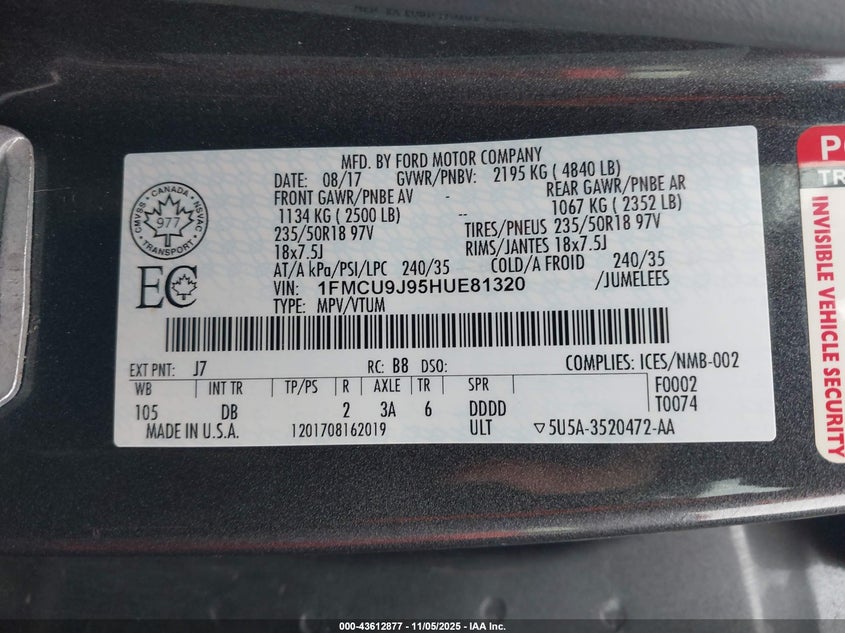 MFD. BY FORD MOTOR COMPANY
DATE: 08/17 GVWR/PNBV: 2195 KG ( 4840 LB)
FRONT GAWR/PNBE AV - REAR GAWR/PNBE AR
1134 KG ( 2500 LB) -- 1067 KG ( 2352 LB)
235/50R18 97V TIRES/PNEUS 235/50R18 97V
18x7.5J RIMS/JANTES 18x7.5J
AT/A kPa/PSI/LPC 240/35 COLD/A FROID 240/35
VIN: 1FMCU9J95HUE81320 /JUMELEES
TYPE: MPV/VTUM
CANADA
CMVSS
NSVAC
977
TRANSPORT
EC
EXT PNT: J7 RC: B8 DSO: COMPLIES: ICES/NMB-002
WB INT TR TP/PS R AXLE TR SPR F0002
105 DB 2 3A 6 DDDD T0074
MADE IN U.S.A. 1201708162019 ULT ▽5U5A-3520472-AA
INVISIBLE VEHICLE SECURITY
000-43612877 - 11/05/2025 - IAA Inc.